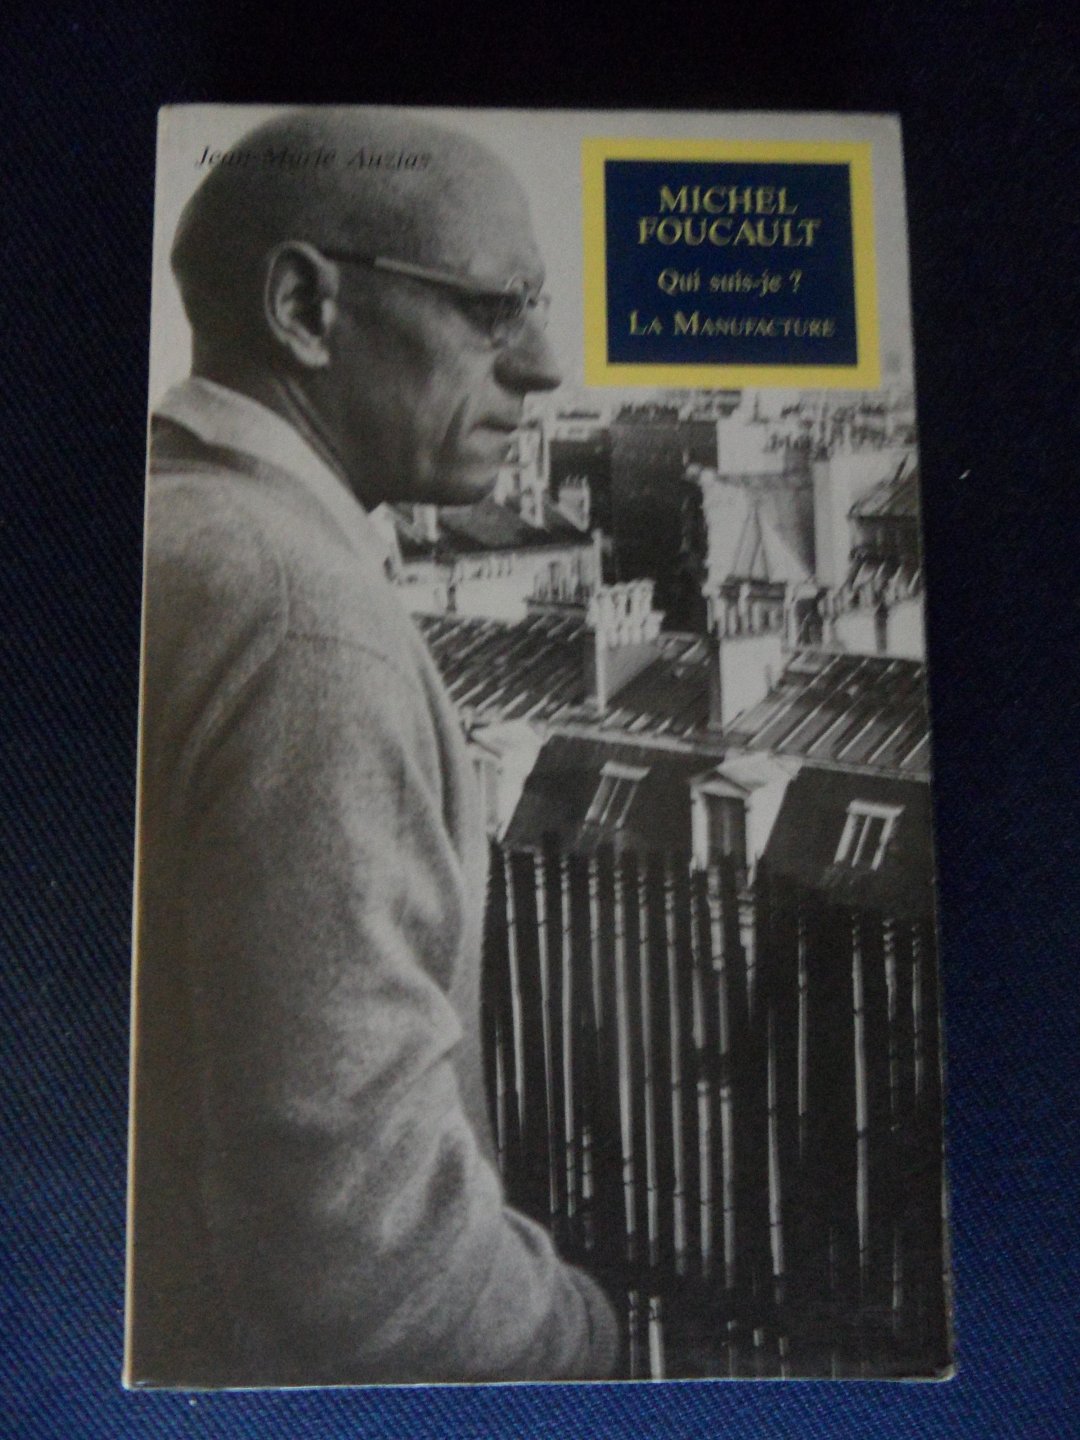 Jean-Marie Auzias
MICHEL
FOUCAULT
Qui suis-je ?
LA MANUFACTURE